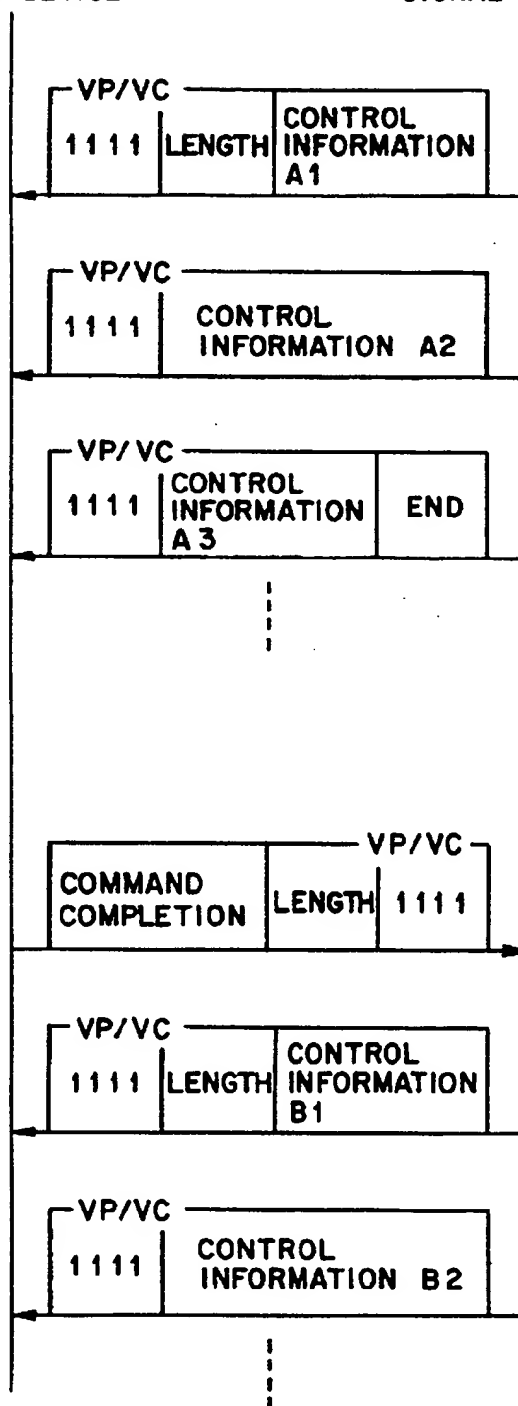 VP/VC
1111 LENGTH CONTROL INFORMATION A1
VP/VC
1111 CONTROL INFORMATION A2
VP/VC
1111 CONTROL INFORMATION A3 END
VP/VC
COMMAND COMPLETION LENGTH 1111
VP/VC
1111 LENGTH CONTROL INFORMATION B1
VP/VC
1111 CONTROL INFORMATION B2